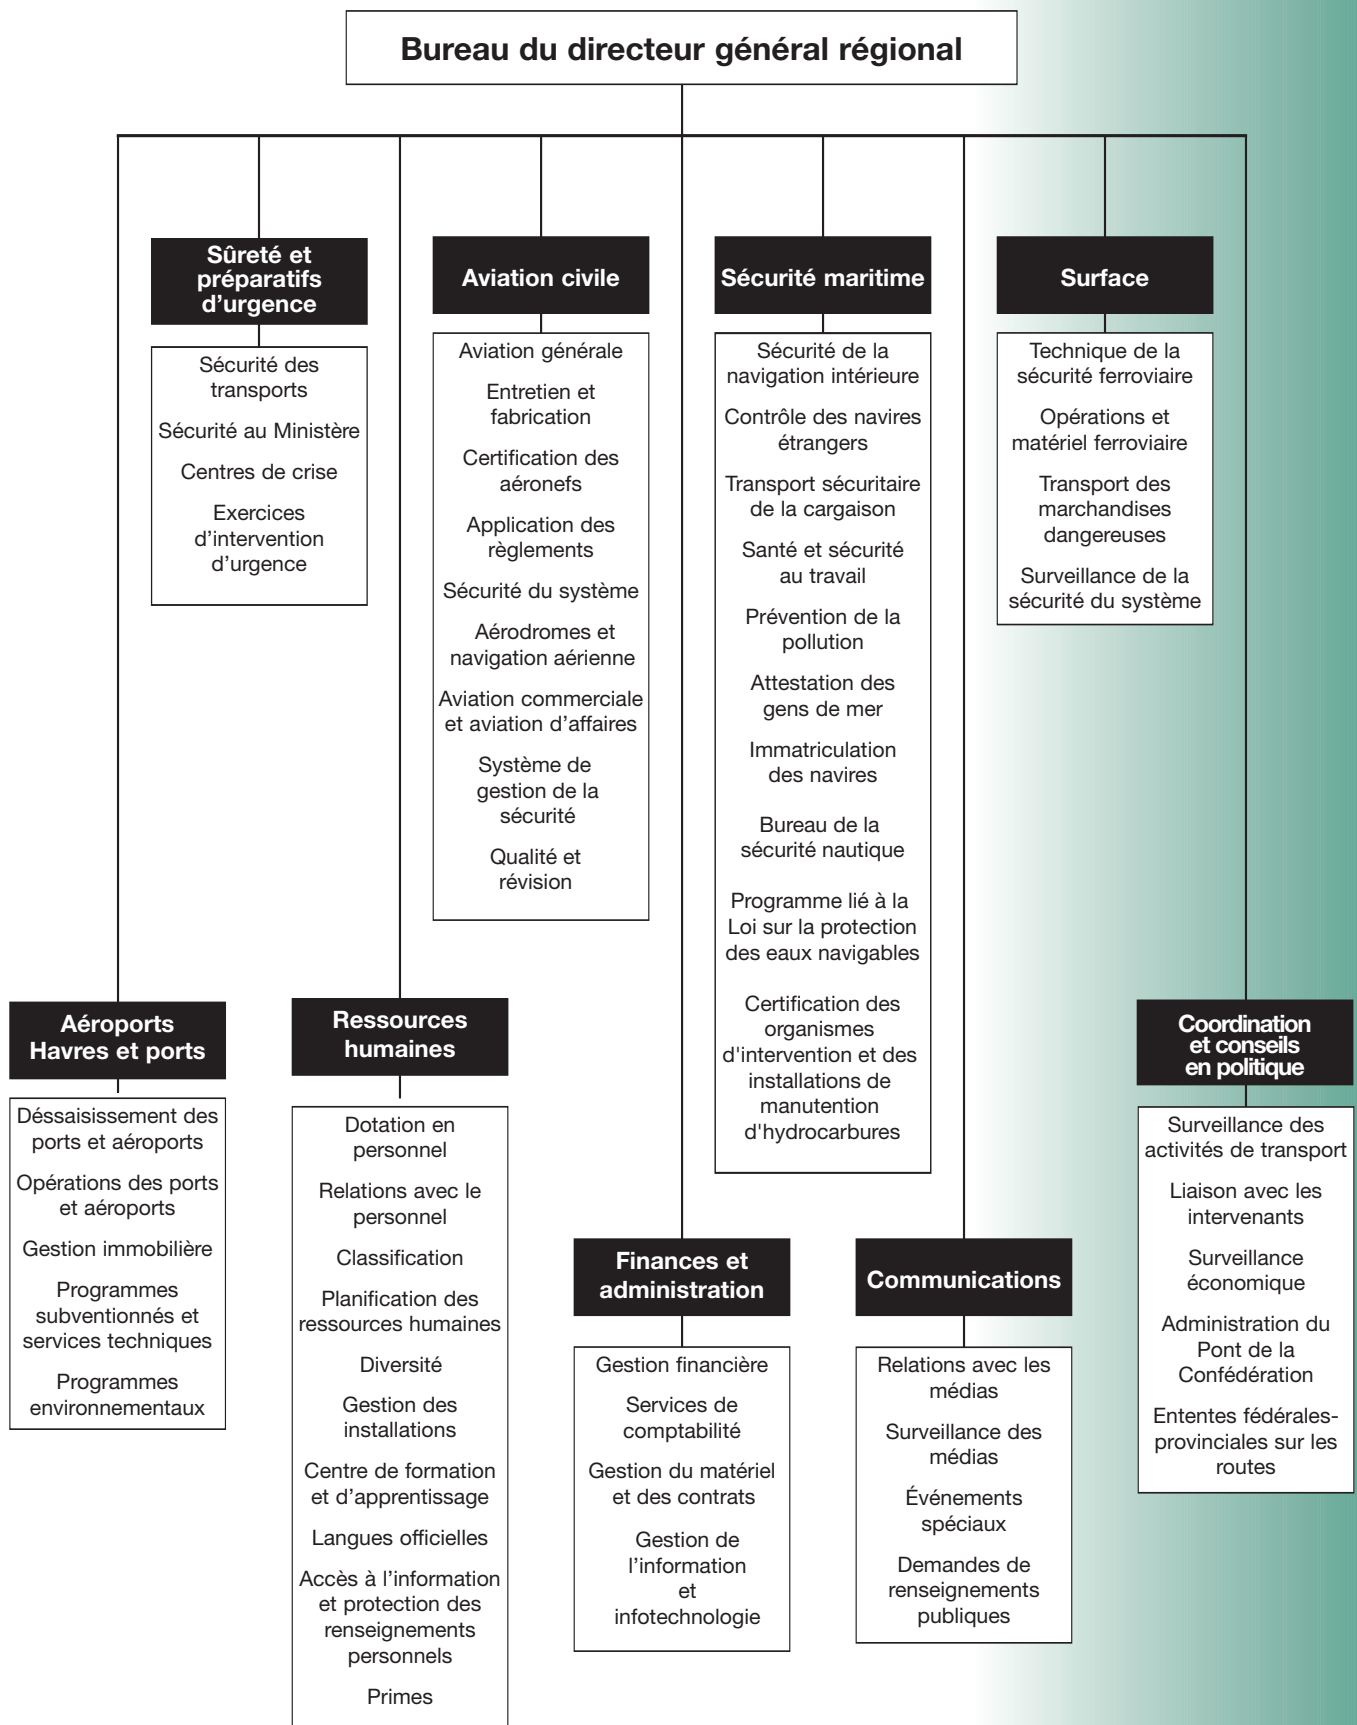 Bureau du directeur général régional
Sûreté et
préparatifs
d’urgence
Sécurité des
transports
Sécurité au Ministère
Centres de crise
Exercices
d’intervention
d’urgence
Aviation civile
Aviation générale
Entretien et
fabrication
Certification des
aéronefs
Application des
règlements
Sécurité du système
Aérodromes et
navigation aérienne
Aviation commerciale
et aviation d’affaires
Système de
gestion de la
sécurité
Qualité et
révision
Sécurité maritime
Sécurité de la
navigation intérieure
Contrôle des navires
étrangers
Transport sécuritaire
de la cargaison
Santé et sécurité
au travail
Prévention de la
pollution
Attestation des
gens de mer
Immatriculation
des navires
Bureau de la
sécurité nautique
Programme lié à la
Loi sur la protection
des eaux navigables
Certification des
organismes
d'intervention et des
installations de
manutention
d'hydrocarbures
Surface
Technique de la
sécurité ferroviaire
Opérations et
matériel ferroviaire
Transport des
marchandises
dangereuses
Surveillance de la
sécurité du système
Aéroports
Havres et ports
Déssaisissement des
ports et aéroports
Opérations des ports
et aéroports
Gestion immobilière
Programmes
subventionnés et
services techniques
Programmes
environnementaux
Ressources
humaines
Dotation en
personnel
Relations avec le
personnel
Classification
Planification des
ressources humaines
Diversité
Gestion des
installations
Centre de formation
et d’apprentissage
Langues officielles
Accès à l’information
et protection des
renseignements
personnels
Primes
Finances et
administration
Gestion financière
Services de
comptabilité
Gestion du matériel
et des contrats
Gestion de
l’information
et
infotechnologie
Communications
Relations avec les
médias
Surveillance des
médias
Événements
spéciaux
Demandes de
renseignements
publiques
Coordination
et conseils
en politique
Surveillance des
activités de transport
Liaison avec les
intervenants
Surveillance
économique
Administration du
Pont de la
Confédération
Ententes fédérales-
provinciales sur les
routes